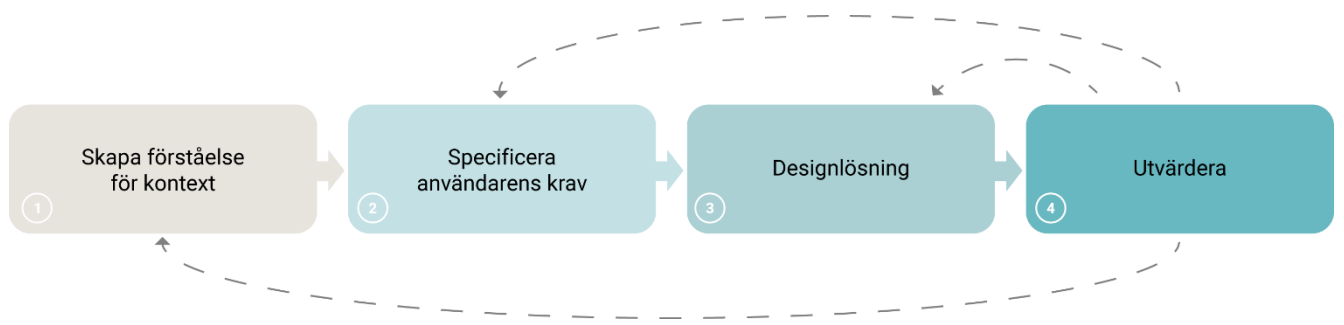 Skapa förståelse
för kontext
1
Specificera
användarens krav
2
Designlösning
3
Utvärdera
4